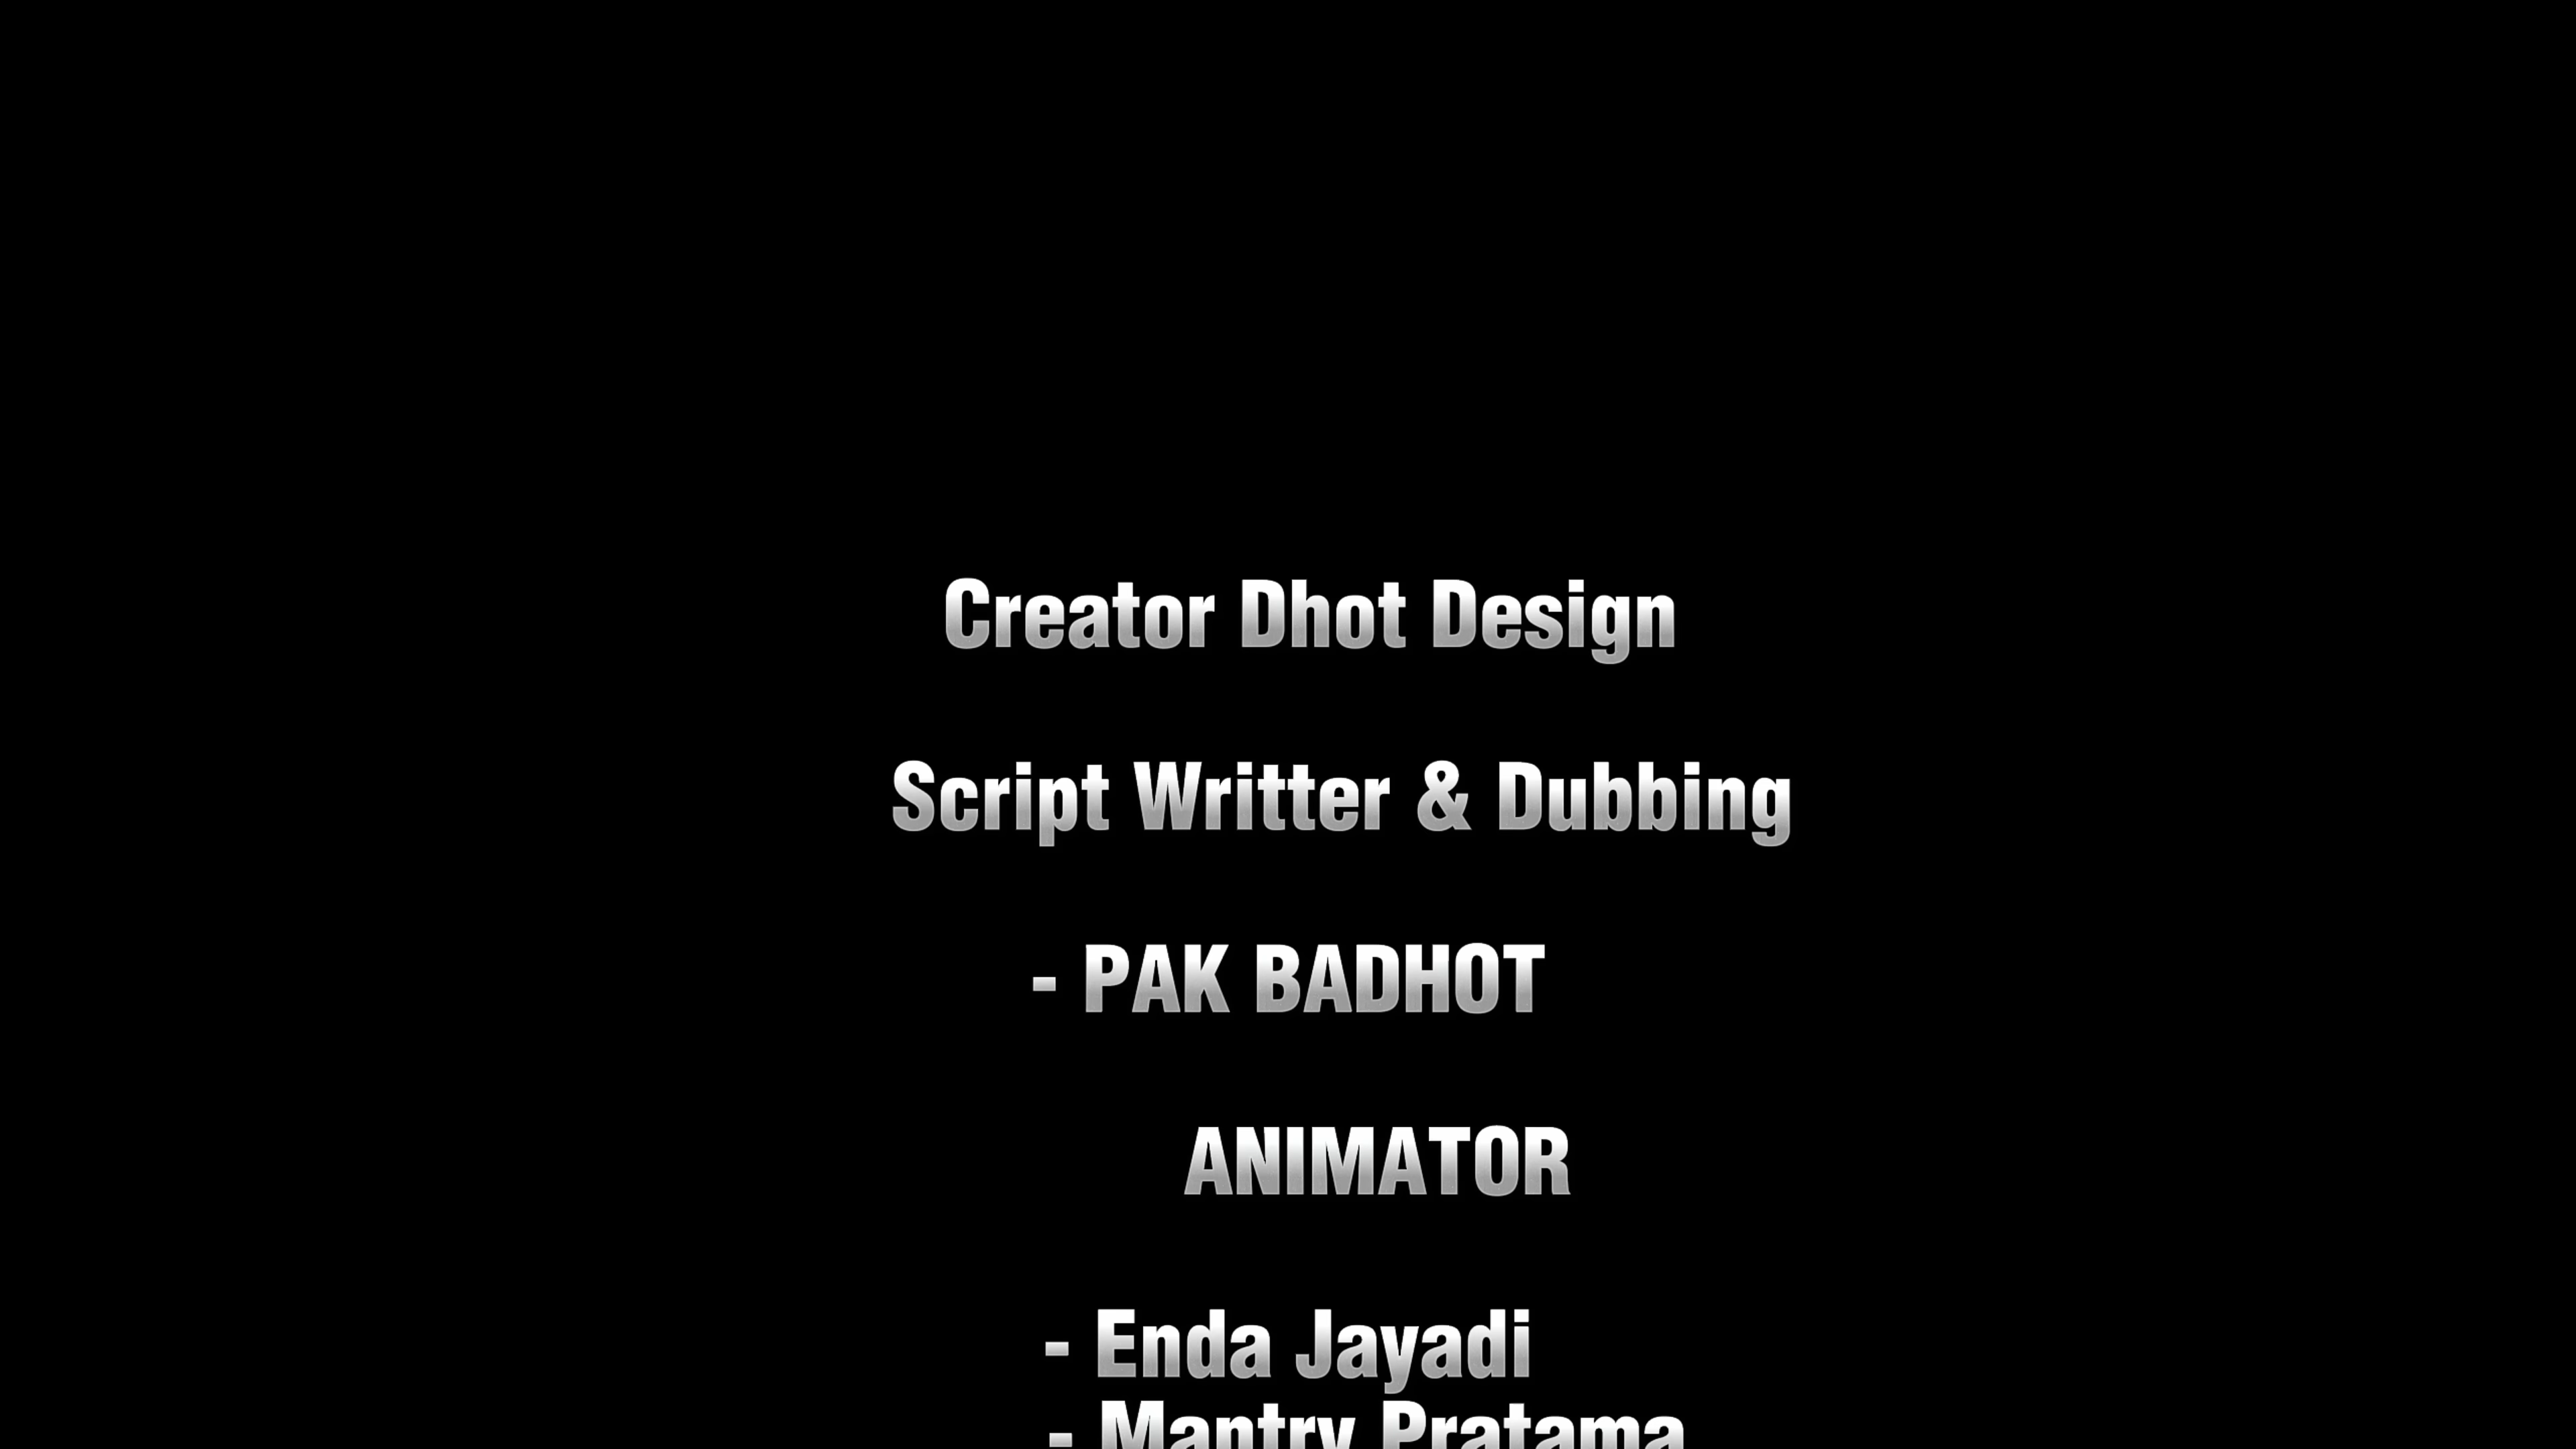 Creator Dhot Design
Script Writter & Dubbing
- PAK BADHOT
ANIMATOR
- Enda Jayadi
- Mantry Pratama